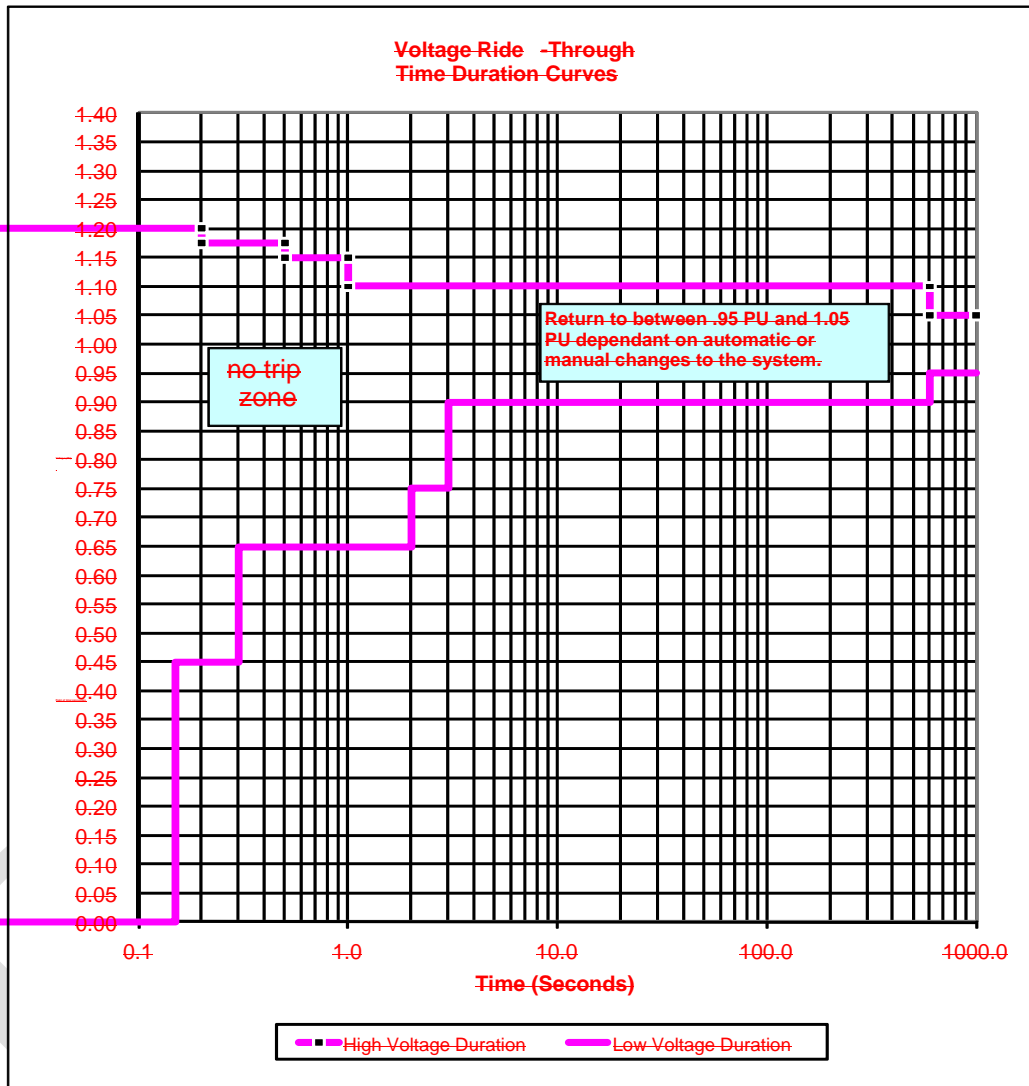 Voltage Ride -Through
Time Duration Curves
1.40
1.35
1.30
1.25
1.20
1.15
1.10
1.05
1.00
0.95
0.90
0.85
0.80
0.75
0.70
0.65
0.60
0.55
0.50
0.45
0.40
0.35
0.30
0.25
0.20
0.15
0.10
0.05
0.00
no trip
zone
Return to between .95 PU and 1.05
PU dependant on automatic or
manual changes to the system.
0.1 1.0 10.0 100.0 1000.0
Time (Seconds)
High Voltage Duration Low Voltage Duration